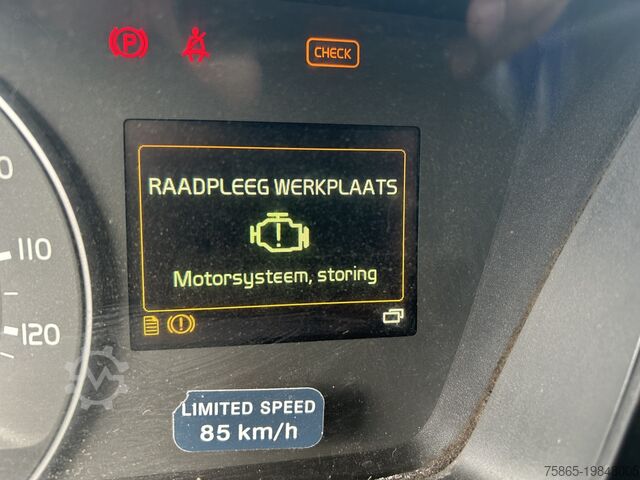 P
CHECK
RAADPLEEG WERKPLAATS
Motorsysteem, storing
110
120
LIMITED SPEED
85 km/h